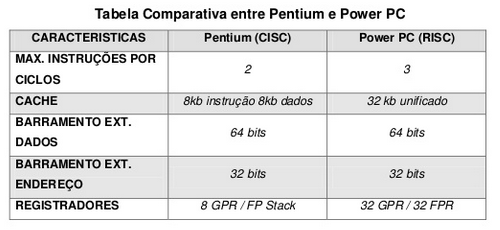 Tabela Comparativa entre Pentium e Power PC
CARACTERISTICAS Pentium (CISC) Power PC (RISC)
MAX. INSTRUÇÕES POR
CICLOS 2 3
CACHE 8kb instrução 8kb dados 32 kb unificado
BARRAMENTO EXT.
DADOS 64 bits 64 bits
BARRAMENTO EXT.
ENDEREÇO 32 bits 32 bits
REGISTRADORES 8 GPR / FP Stack 32 GPR / 32 FPR